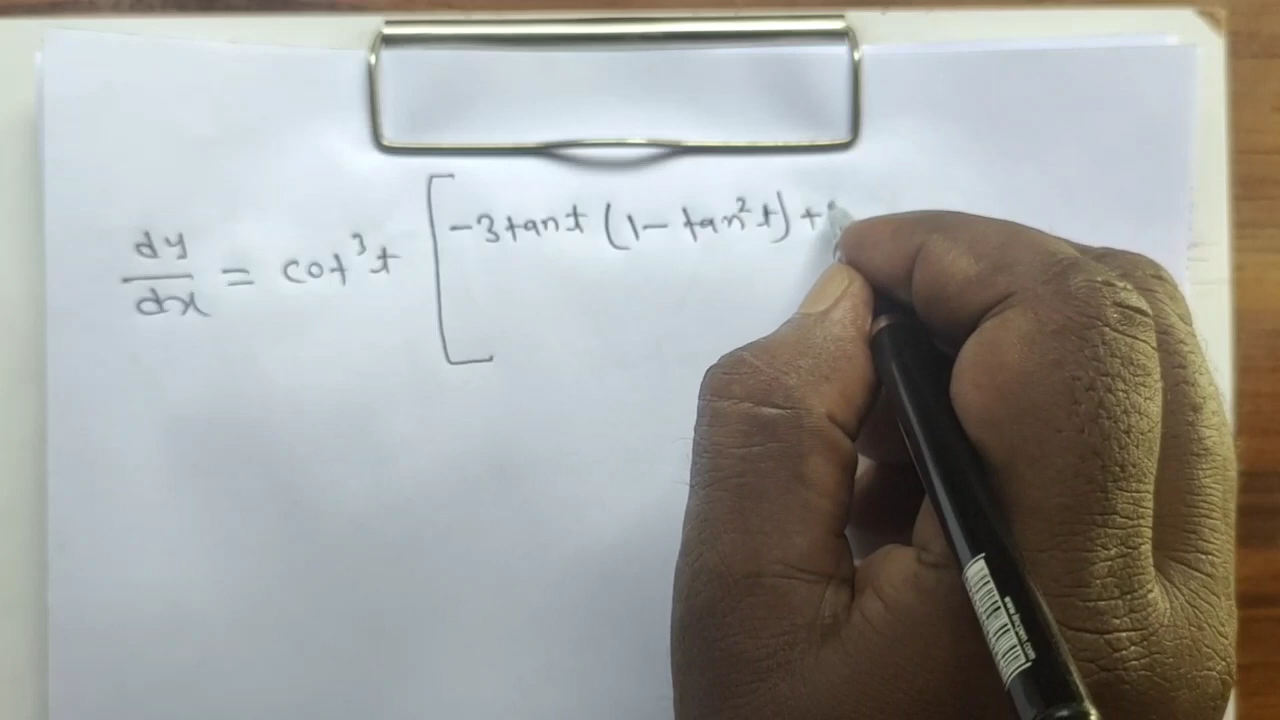 dy/dx = cot³t [ -3tant (1 - tan²t) +